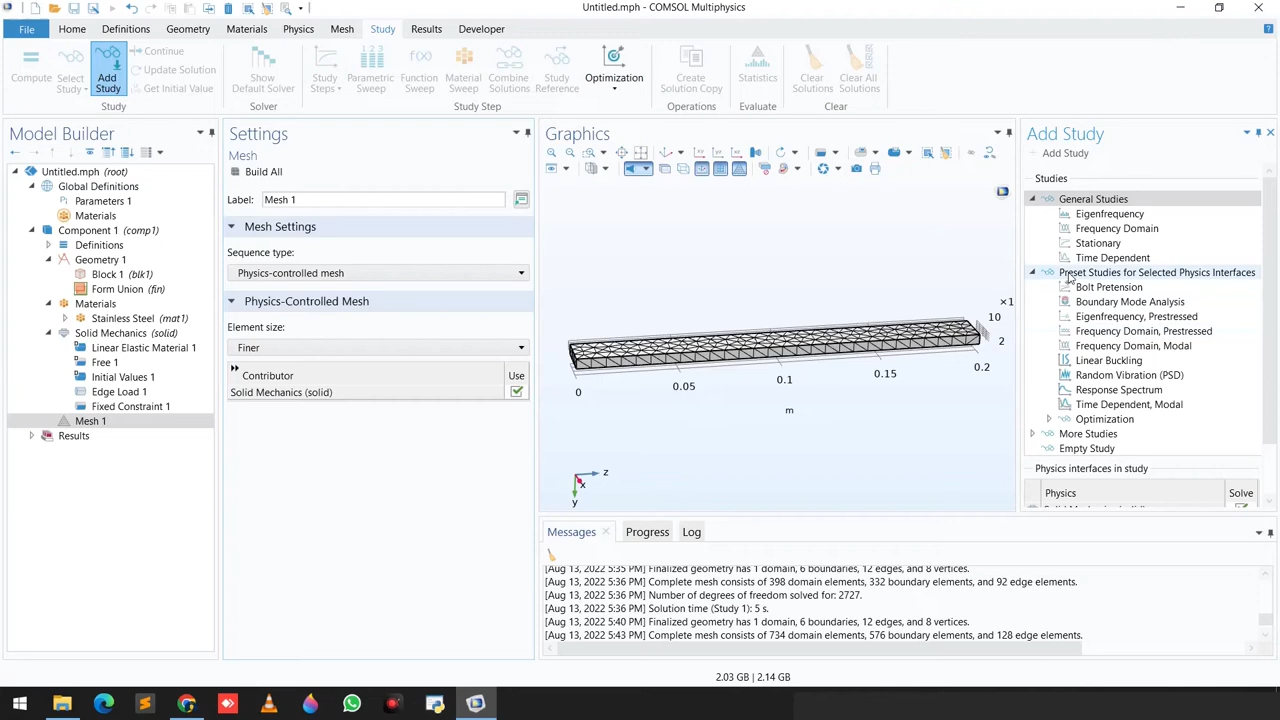 Untitled.mph - COMSOL Multiphysics
File Home Definitions Geometry Materials Physics Mesh Study Results Developer
Compute
Select Study
Add Study
Continue
Update Solution
Get Initial Value
Study
Show Default Solver
Solver
Study Steps
Parametric Sweep
Function Sweep
Material Sweep
Combine Solutions
Study Reference
Study Step
Optimization
Create Solution Copy
Operations
Statistics
Evaluate
Clear Solutions
Clear All Solutions
Clear
Model Builder
Untitled.mph (root)
Global Definitions
Parameters 1
Materials
Component 1 (comp1)
Definitions
Geometry 1
Block 1 (blk1)
Form Union (fin)
Materials
Stainless Steel (mat1)
Solid Mechanics (solid)
Linear Elastic Material 1
Free 1
Initial Values 1
Edge Load 1
Fixed Constraint 1
Mesh 1
Results
Settings
Mesh
Build All
Label: Mesh 1
Mesh Settings
Sequence type:
Physics-controlled mesh
Physics-Controlled Mesh
Element size:
Finer
Contributor Use
Solid Mechanics (solid)
Graphics
×1
10
2
0.2
0.15
0.1
0.05
0
m
z
x
y
Messages Progress Log
[Aug 13, 2022 5:35 PM] Finalized geometry has 1 domain, 6 boundaries, 12 edges, and 8 vertices.
[Aug 13, 2022 5:36 PM] Complete mesh consists of 398 domain elements, 332 boundary elements, and 92 edge elements.
[Aug 13, 2022 5:36 PM] Number of degrees of freedom solved for: 2727.
[Aug 13, 2022 5:36 PM] Solution time (Study 1): 5 s.
[Aug 13, 2022 5:40 PM] Finalized geometry has 1 domain, 6 boundaries, 12 edges, and 8 vertices.
[Aug 13, 2022 5:43 PM] Complete mesh consists of 734 domain elements, 576 boundary elements, and 128 edge elements.
Add Study
Add Study
Studies
General Studies
Eigenfrequency
Frequency Domain
Stationary
Time Dependent
Preset Studies for Selected Physics Interfaces
Bolt Pretension
Boundary Mode Analysis
Eigenfrequency, Prestressed
Frequency Domain, Prestressed
Frequency Domain, Modal
Linear Buckling
Random Vibration (PSD)
Response Spectrum
Time Dependent, Modal
Optimization
More Studies
Empty Study
Physics interfaces in study
Physics Solve
2.03 GB | 2.14 GB